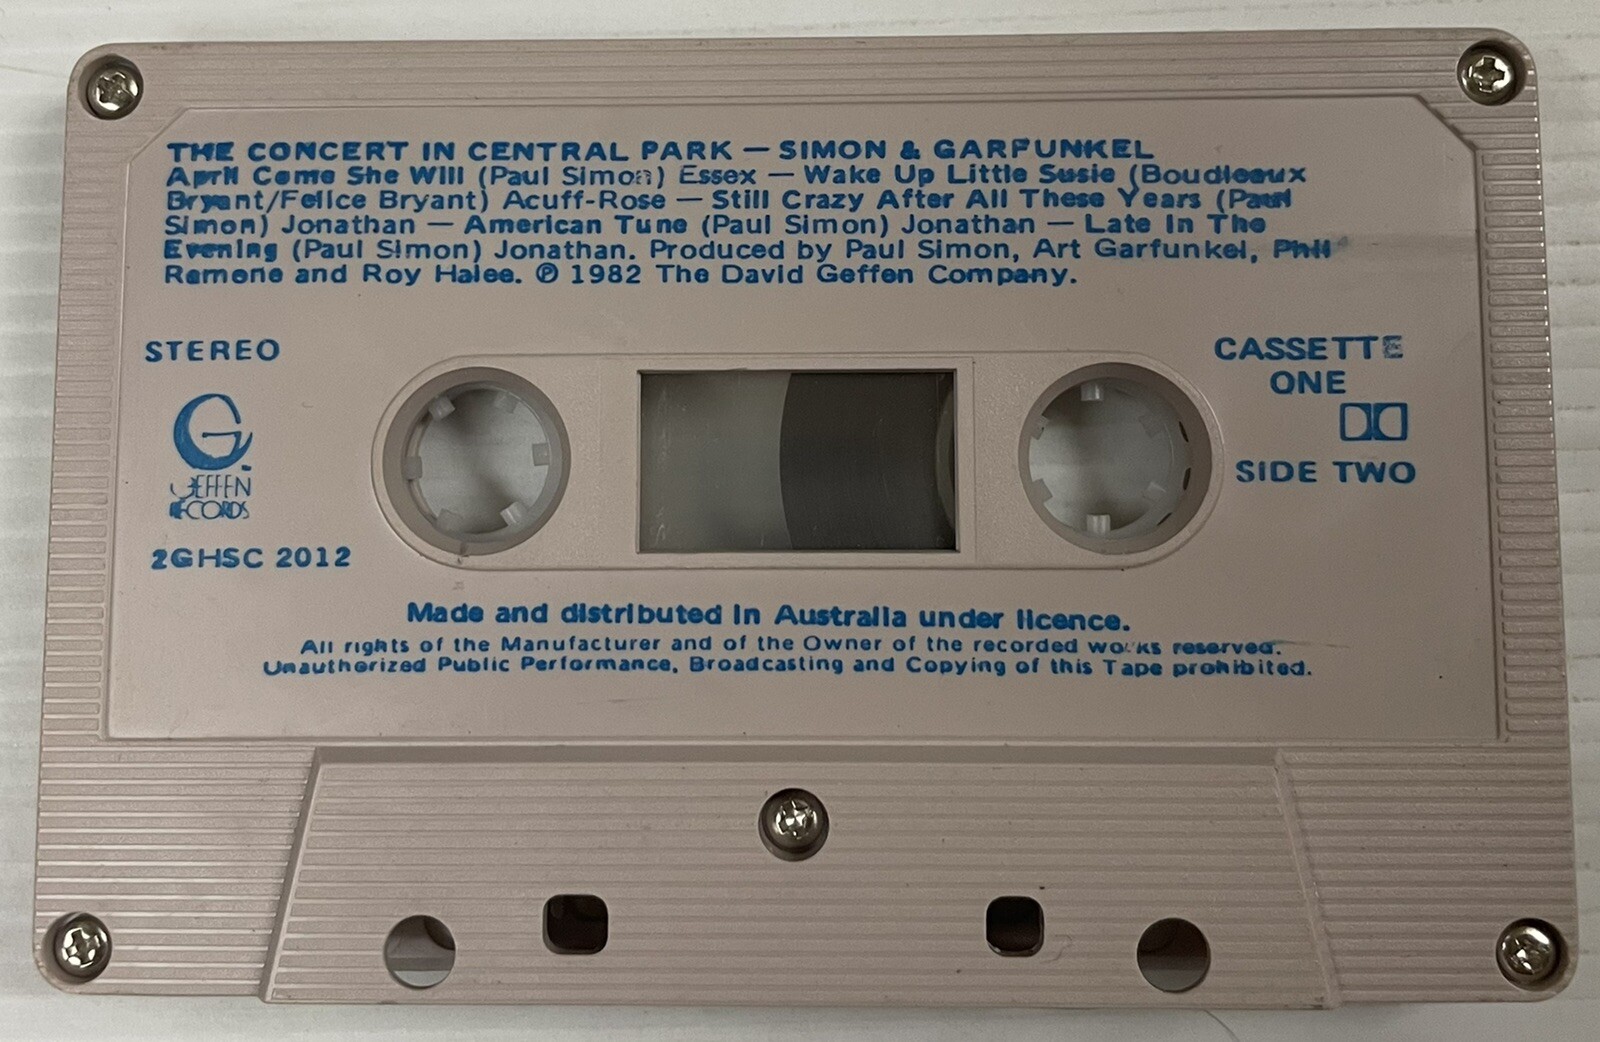 THE CONCERT IN CENTRAL PARK — SIMON & GARFUNKEL
April Come She Will (Paul Simon) Essex — Wake Up Little Susie (Boudleaux
Bryant/Felice Bryant) Acuff-Rose — Still Crazy After All These Years (Paul
Simon) Jonathan — American Tune (Paul Simon) Jonathan — Late In The
Evening (Paul Simon) Jonathan. Produced by Paul Simon, Art Garfunkel, Phil
Ramone and Roy Halee. ℗ 1982 The David Geffen Company.
STEREO
CASSETTE
ONE
SIDE TWO
G
GEFFEN
RECORDS
2GHSC 2012
Made and distributed In Australia under licence.
All rights of the Manufacturer and of the Owner of the recorded works reserved.
Unauthorized Public Performance, Broadcasting and Copying of this Tape prohibited.